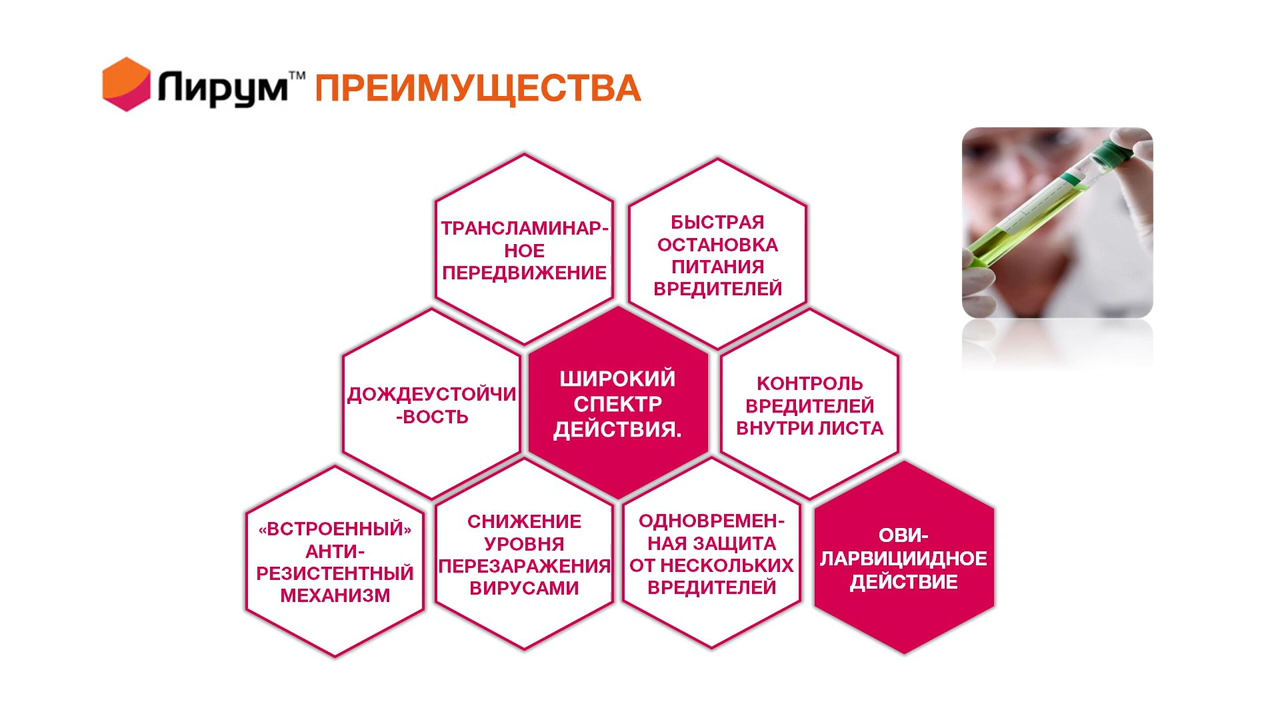 Лирум™ ПРЕИМУЩЕСТВА
ТРАНСЛАМИНАР-
НОЕ
ПЕРЕДВИЖЕНИЕ
БЫСТРАЯ
ОСТАНОВКА
ПИТАНИЯ
ВРЕДИТЕЛЕЙ
ДОЖДЕУСТОЙЧИ
-ВОСТЬ
ШИРОКИЙ
СПЕКТР
ДЕЙСТВИЯ.
КОНТРОЛЬ
ВРЕДИТЕЛЕЙ
ВНУТРИ ЛИСТА
«ВСТРОЕННЫЙ»
АНТИ-
РЕЗИСТЕНТНЫЙ
МЕХАНИЗМ
СНИЖЕНИЕ
УРОВНЯ
ПЕРЕЗАРАЖЕНИЯ
ВИРУСАМИ
ОДНОВРЕМЕН-
НАЯ ЗАЩИТА
ОТ НЕСКОЛЬКИХ
ВРЕДИТЕЛЕЙ
ОВИ-
ЛАРВИЦИИДНОЕ
ДЕЙСТВИЕ